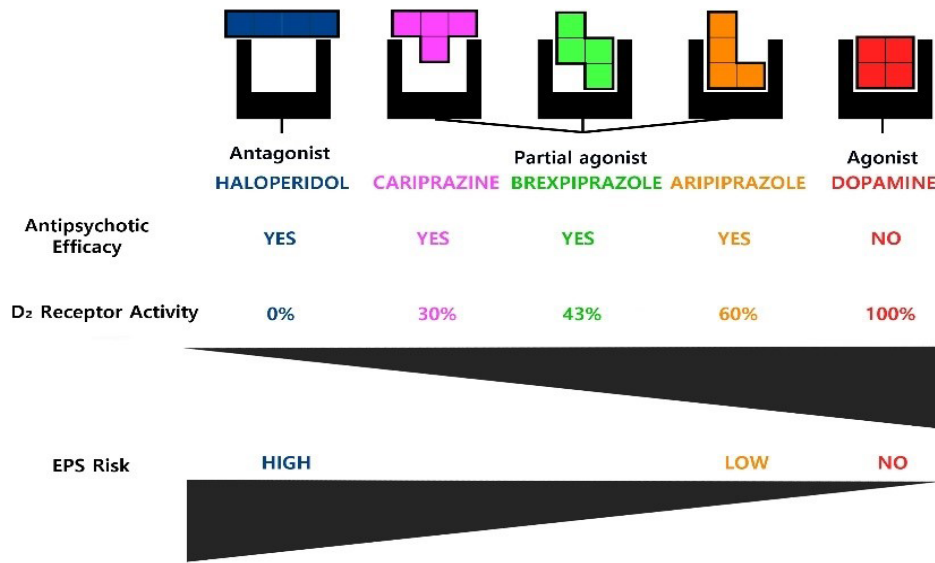 Antagonist
Partial agonist
Agonist
HALOPERIDOL CARIPRAZINE BREXPIPRAZOLE ARIPIPRAZOLE DOPAMINE
Antipsychotic
Efficacy
YES YES YES YES NO
D₂ Receptor Activity 0% 30% 43% 60% 100%
EPS Risk HIGH LOW NO